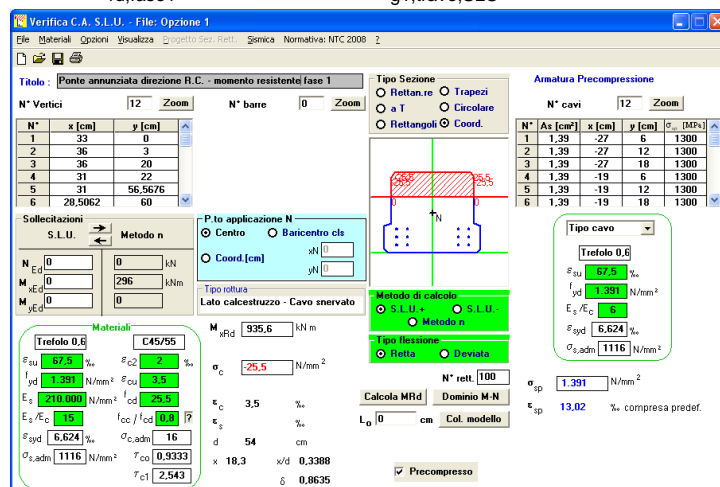 Verifica C.A. S.L.U. - File: Opzione 1
File Materiali Opzioni Visualizza Progetto Sez. Rett. Sismica Normativa: NTC 2008 ?
Titolo : Ponte annunziata direzione R.C. - momento resistente fase 1
N* Vertici 12 Zoom N* barre 0 Zoom
N* x [cm] y [cm]
1 33 0
2 36 3
3 36 20
4 31 22
5 31 56,5676
6 28,5062 60
Tipo Sezione
Rettan.re Trapezi
a T Circolare
Rettangoli Coord.
Armatura Precompressione
N* cavi 12 Zoom
N* As [cm²] x [cm] y [cm] σsp [MPa]
1 1,39 -27 6 1300
2 1,39 -27 12 1300
3 1,39 -27 18 1300
4 1,39 -19 6 1300
5 1,39 -19 12 1300
6 1,39 -19 18 1300
Sollecitazioni
S.L.U. Metodo n
N Ed 0 0 kN
M xEd 0 296 kNm
M yEd 0 0
P.to applicazione N
Centro Baricentro cls
Coord.[cm] xN 0
yN 0
Tipo rottura
Lato calcestruzzo - Cavo snervato
N
Metodo di calcolo
S.L.U.+ S.L.U.-
Metodo n
Tipo flessione
Retta Deviata
N* rett. 100
Calcola MRd Dominio M-N
L₀ 0 cm Col. modello
Precompresso
Materiali
Trefolo 0,6 C45/55
εsu 67,5 ‰ εc2 2 ‰
fyd 1.391 N/mm² εcu 3,5
Es 210.000 N/mm² fcd 25,5
Es/Ec 15 fcc / fcd 0,8 ?
εsyd 6,624 ‰ σc,adm 16
σs,adm 1116 N/mm² τco 0,9333
τc1 2,543
M xRd 935,6 kN m
σc -25,5 N/mm²
εc 3,5 ‰
εs ‰
d 54 cm
x 18,3 x/d 0,3388
δ 0,8635
Tipo cavo
Trefolo 0,6
εsu 67,5 ‰
fyd 1.391 N/mm²
Es/Ec 6
εsyd 6,624 ‰
σs,adm 1116 N/mm²
σsp 1.391 N/mm²
εsp 13,02 ‰ compresa predef.